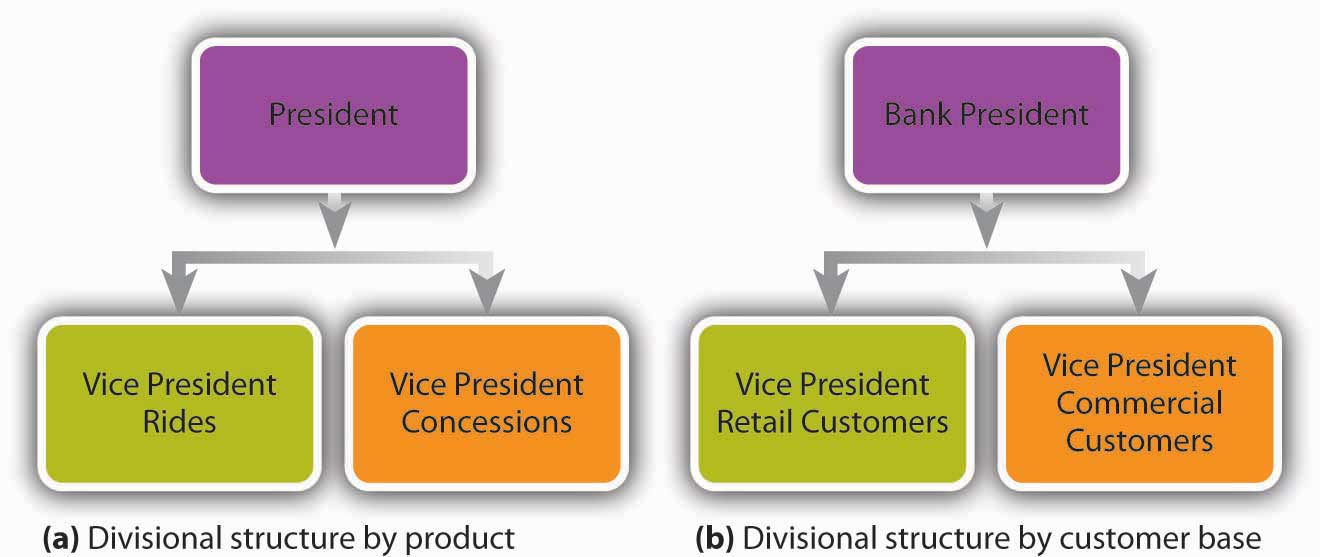 President
Vice President
Rides
Vice President
Concessions
(a) Divisional structure by product
Bank President
Vice President
Retail Customers
Vice President
Commercial
Customers
(b) Divisional structure by customer base